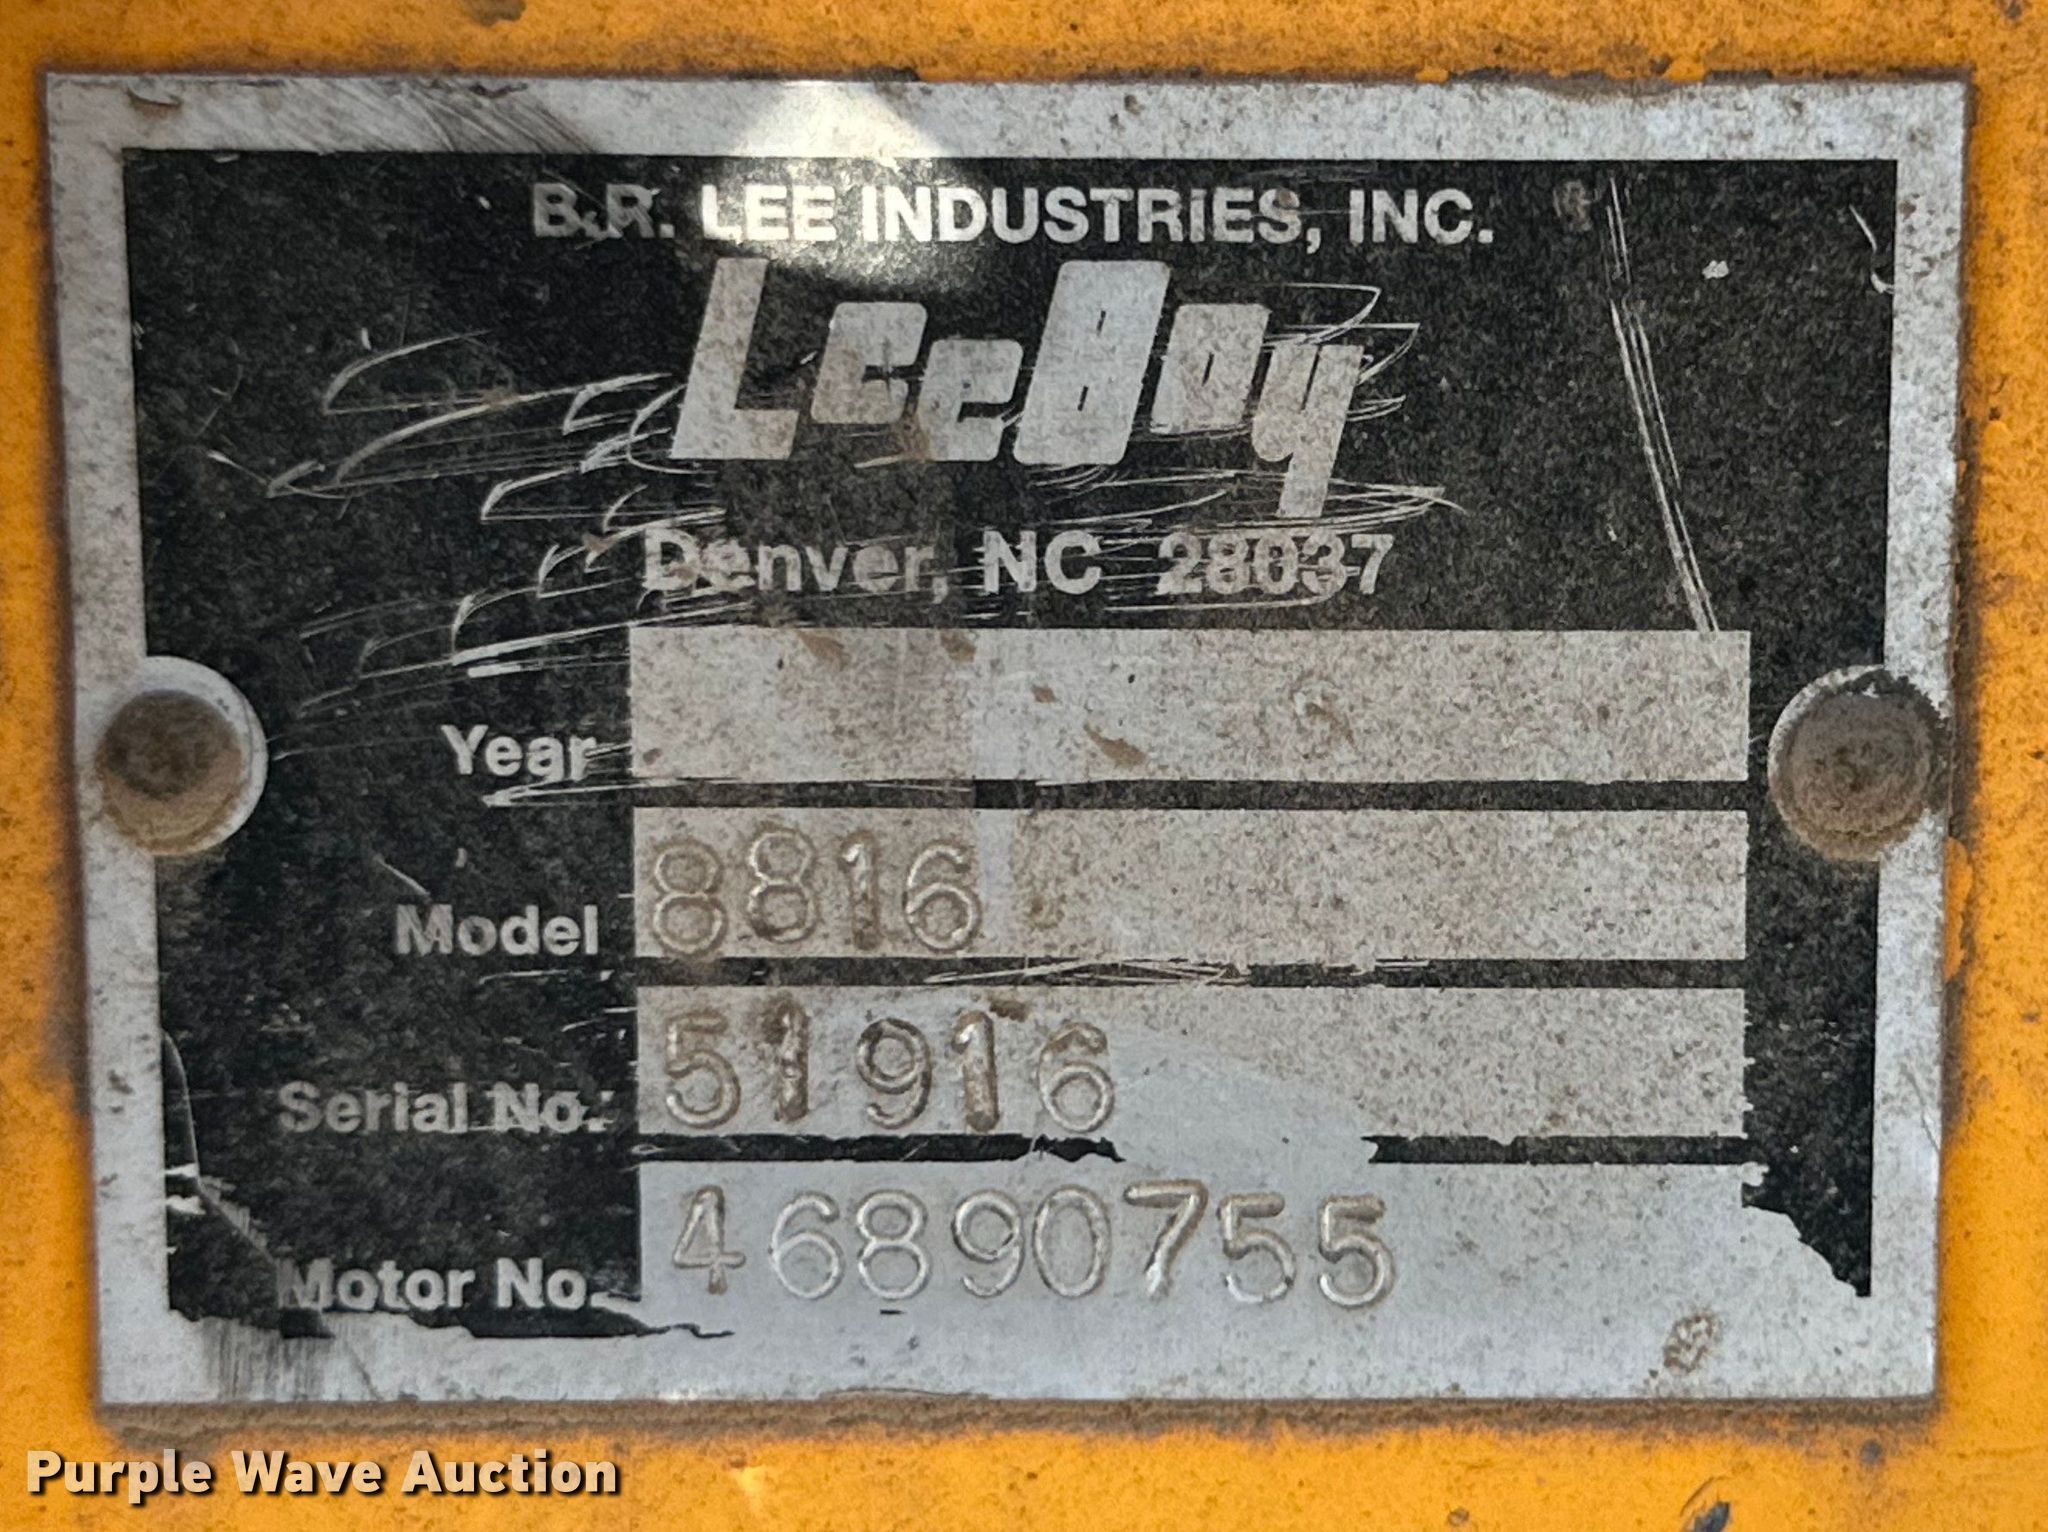 B.R. LEE INDUSTRIES, INC.
LeeBoy
Denver, NC 28037
Year
Model 8816
Serial No. 51916
Motor No. 46890755
Purple Wave Auction